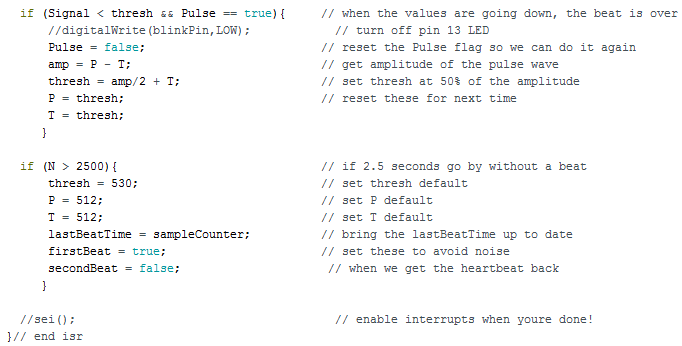 if (Signal < thresh && Pulse == true){ // when the values are going down, the beat is over
//digitalWrite(blinkPin,LOW); // turn off pin 13 LED
Pulse = false; // reset the Pulse flag so we can do it again
amp = P - T; // get amplitude of the pulse wave
thresh = amp/2 + T; // set thresh at 50% of the amplitude
P = thresh; // reset these for next time
T = thresh;
}
if (N > 2500){ // if 2.5 seconds go by without a beat
thresh = 530; // set thresh default
P = 512; // set P default
T = 512; // set T default
lastBeatTime = sampleCounter; // bring the lastBeatTime up to date
firstBeat = true; // set these to avoid noise
secondBeat = false; // when we get the heartbeat back
}
//sei(); // enable interrupts when youre done!
}// end isr